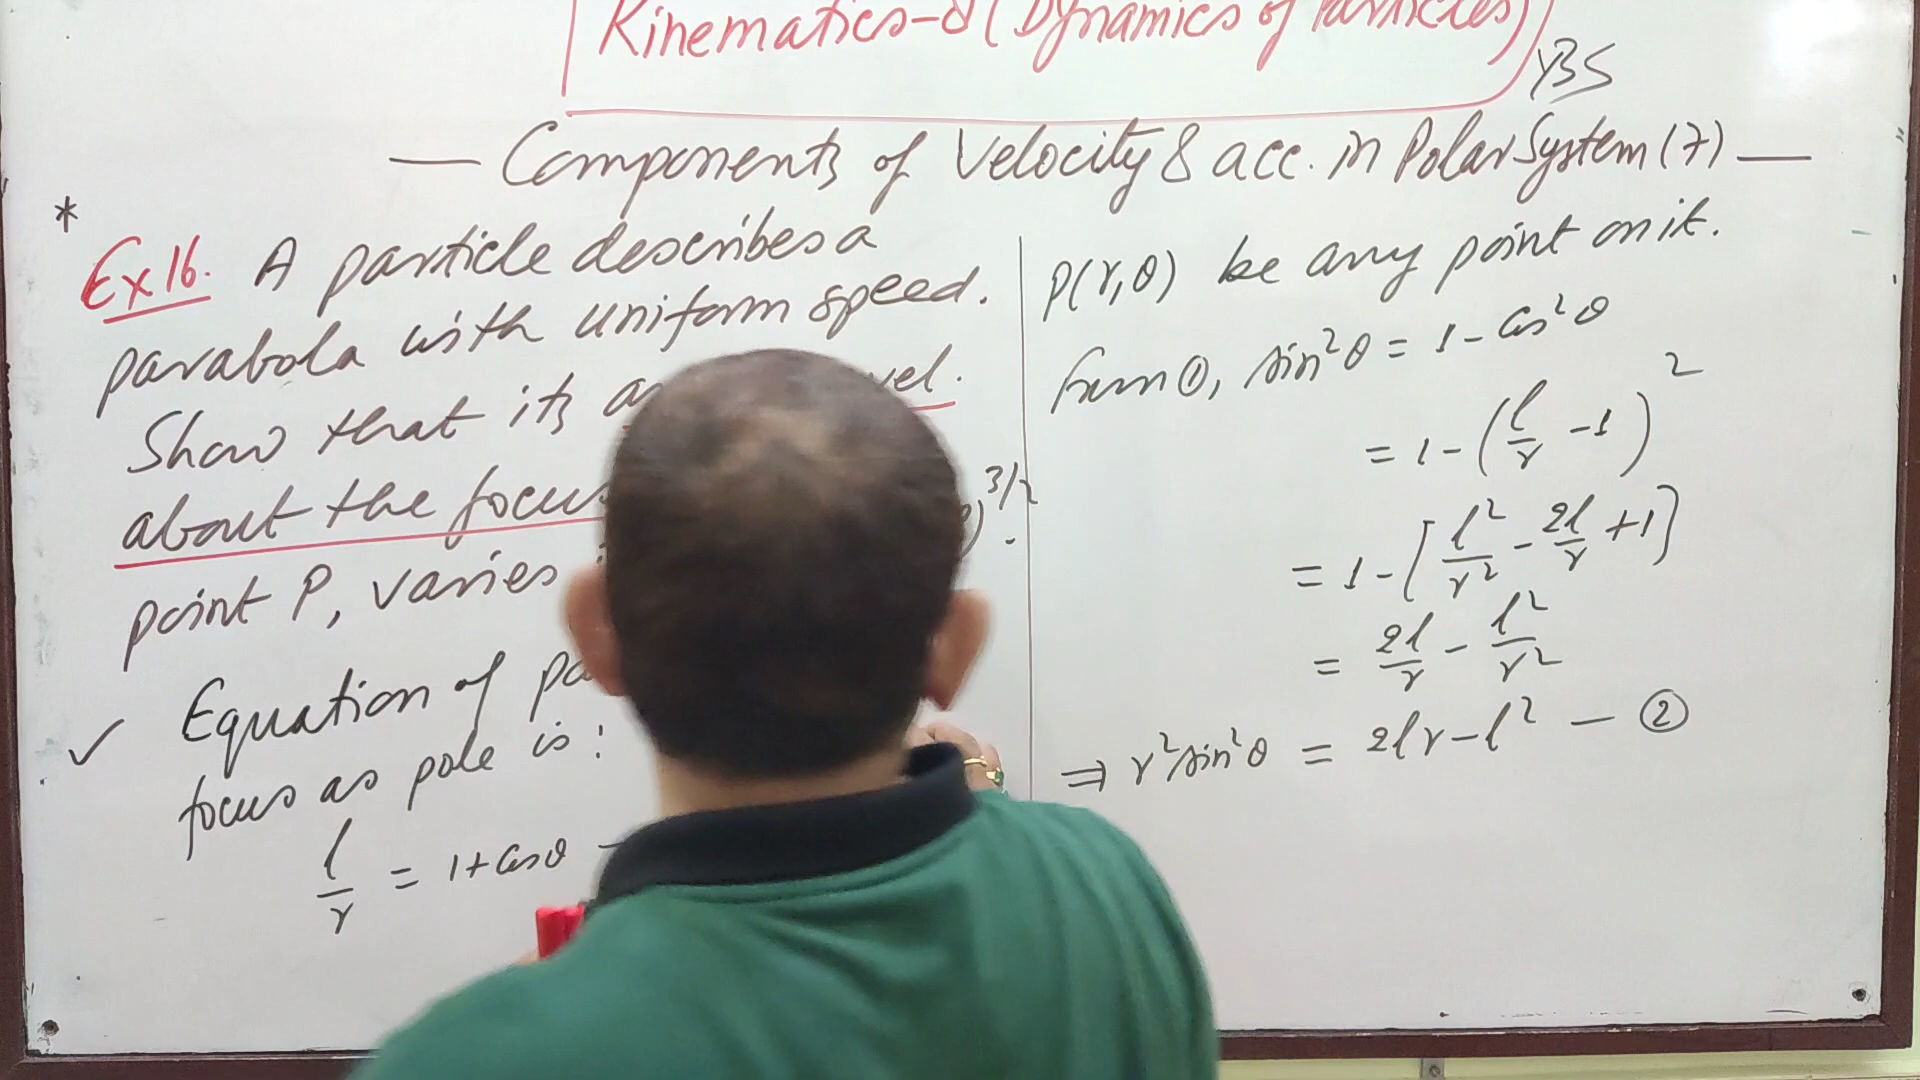 Kinematics-8 (Dynamics of Particles)
YBS
— Components of Velocity & acc. in Polar System (7) —
*
Ex 16. A particle describes a
parabola with uniform speed.
Show that its vel.
about the focus
)^{3/2}.
point P, varies
✓ Equation of
focus as pole is:
l/r = 1 + cos θ -
P(r, θ) be any point on it.
from ①, sin²θ = 1 - cos²θ
= 1 - (l/r - 1)²
= 1 - [l²/r² - 2l/r + 1]
= 2l/r - l²/r²
⇒ r² sin²θ = 2lr - l² — ②